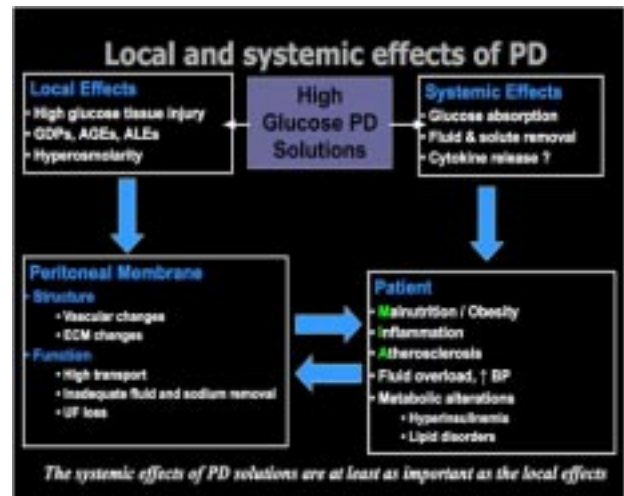 Local and systemic effects of PD
Local Effects
• High glucose tissue injury
• GDPs, AGEs, ALEs
• Hyperosmolarity
High
Glucose PD
Solutions
Systemic Effects
• Glucose absorption
• Fluid & solute removal
• Cytokine release ?
Peritoneal Membrane
• Structure
• Vascular changes
• ECM changes
• Function
• High transport
• Inadequate fluid and sodium removal
• UF loss
Patient
• Malnutrition / Obesity
• Inflammation
• Atherosclerosis
• Fluid overload, ↑ BP
• Metabolic alterations
• Hyperinsulinemia
• Lipid disorders
The systemic effects of PD solutions are at least as important as the local effects